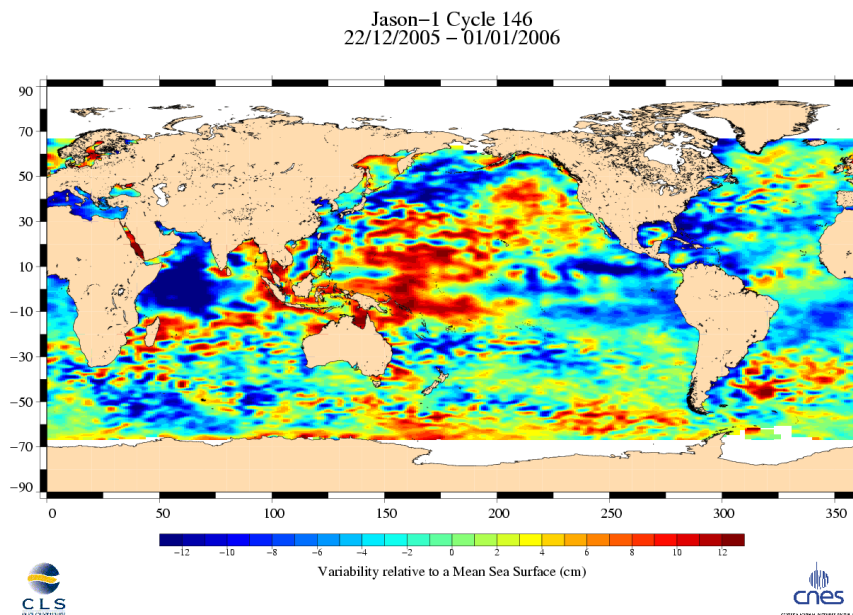 Jason−1 Cycle 146
22/12/2005 − 01/01/2006
90
70
50
30
10
−10
−30
−50
−70
−90
0 50 100 150 200 250 300 350
−12 −10 −8 −6 −4 −2 0 2 4 6 8 10 12
Variability relative to a Mean Sea Surface (cm)
CLS
cnes